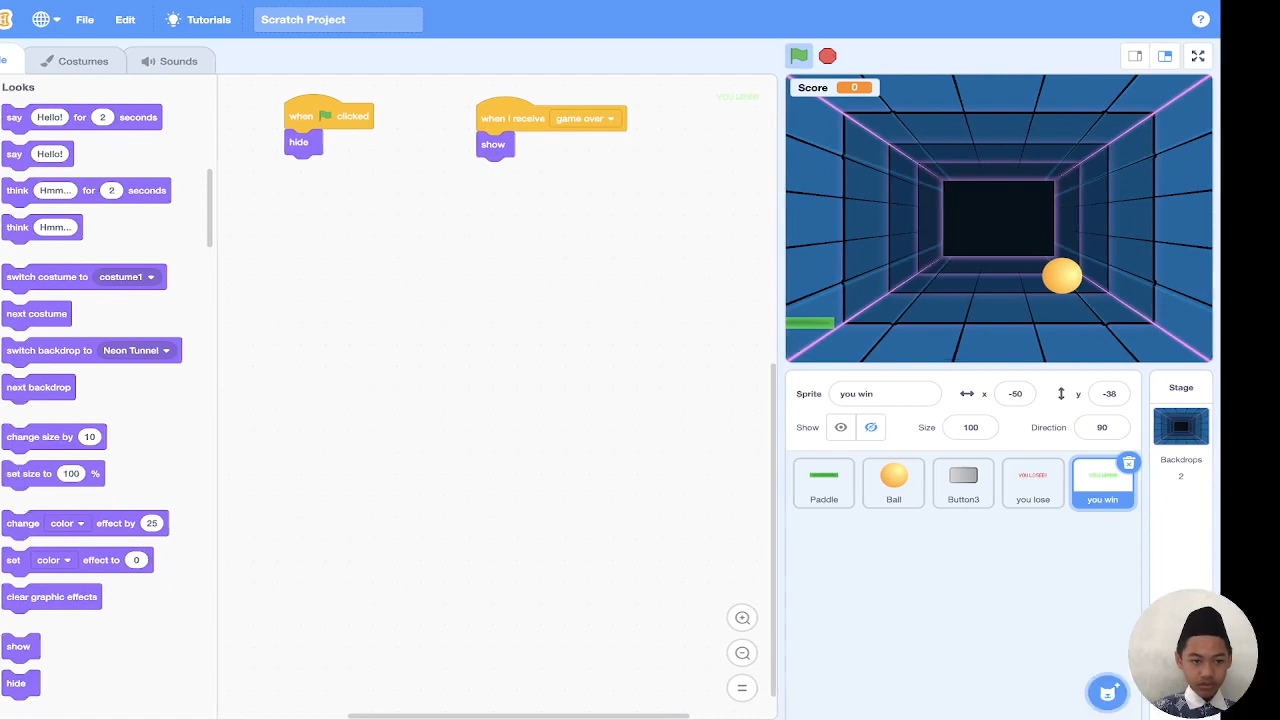 File Edit Tutorials Scratch Project ?
Costumes Sounds
Looks
say Hello! for 2 seconds
say Hello!
think Hmm... for 2 seconds
think Hmm...
switch costume to costume1
next costume
switch backdrop to Neon Tunnel
next backdrop
change size by 10
set size to 100 %
change color effect by 25
set color effect to 0
clear graphic effects
show
hide
when clicked
hide
when I receive game over
show
Score 0
Sprite you win x -50 y -38
Show Size 100 Direction 90
Paddle
Ball
Button3
YOU LOSE!!
you lose
you win
Stage
Backdrops
2